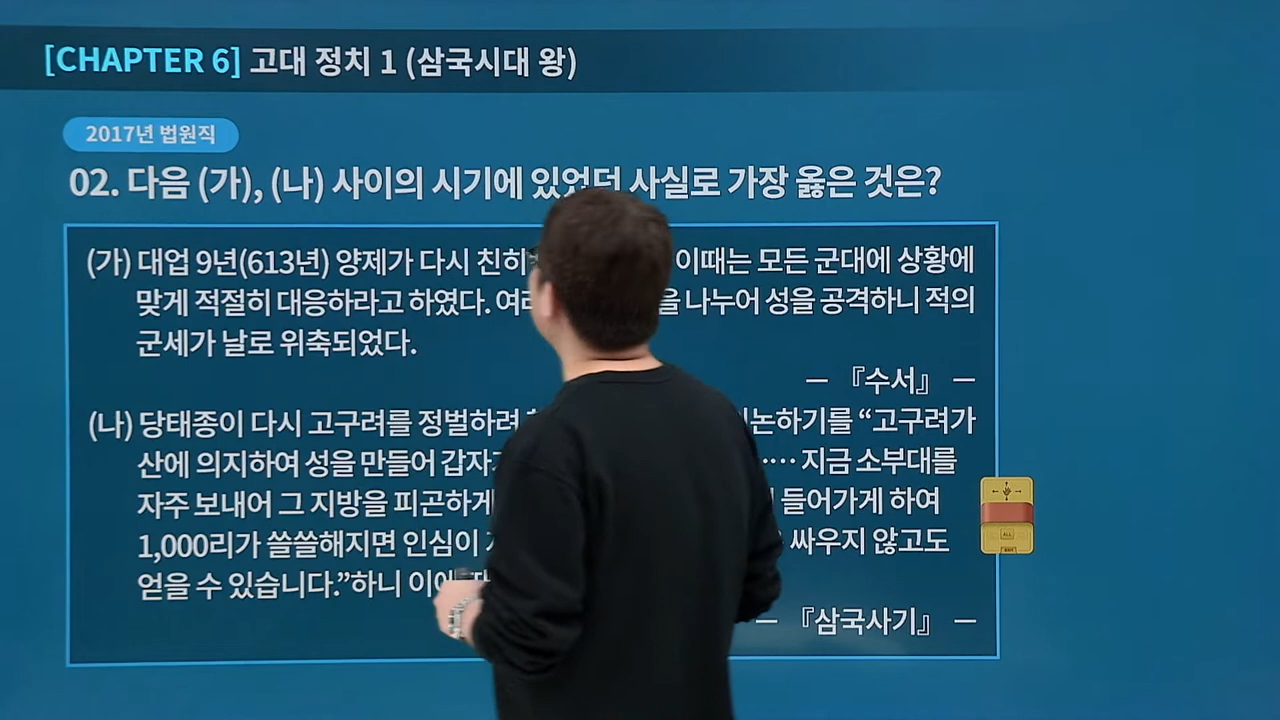 [CHAPTER 6] 고대 정치 1 (삼국시대 왕)
2017년 법원직
02. 다음 (가), (나) 사이의 시기에 있었던 사실로 가장 옳은 것은?
(가) 대업 9년(613년) 양제가 다시 친히 이때는 모든 군대에 상황에
맞게 적절히 대응하라고 하였다. 나누어 성을 공격하니 적의
군세가 날로 위축되었다.
– 『수서』 –
(나) 당태종이 다시 고구려를 정벌하려 “고구려가
산에 의지하여 성을 만들어 ···· 지금 소부대를
자주 보내어 그 지방을 피곤하게 들어가게 하여
1,000리가 쓸쓸해지면 인심이 싸우지 않고도
얻을 수 있습니다.”하니
– 『삼국사기』 –
ALL
EXIT